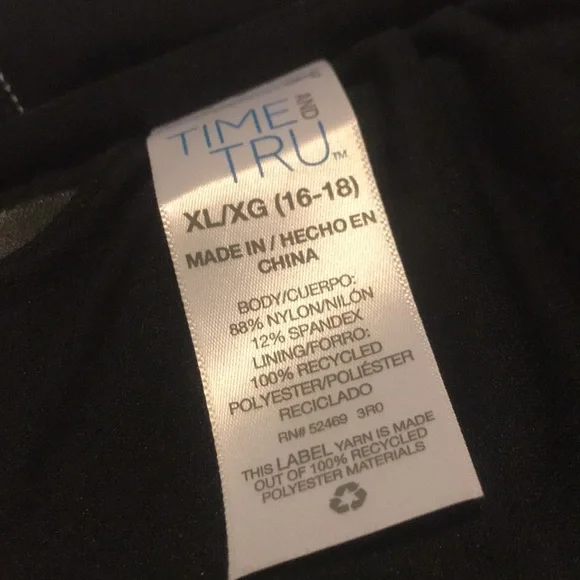 TIME AND
TRU™
XL/XG (16-18)
MADE IN / HECHO EN
CHINA
BODY/CUERPO:
88% NYLON/NILÓN
12% SPANDEX
LINING/FORRO:
100% RECYCLED
POLYESTER/POLIÉSTER
RECICLADO
RN# 52469 3R0
THIS LABEL YARN IS MADE
OUT OF 100% RECYCLED
POLYESTER MATERIALS